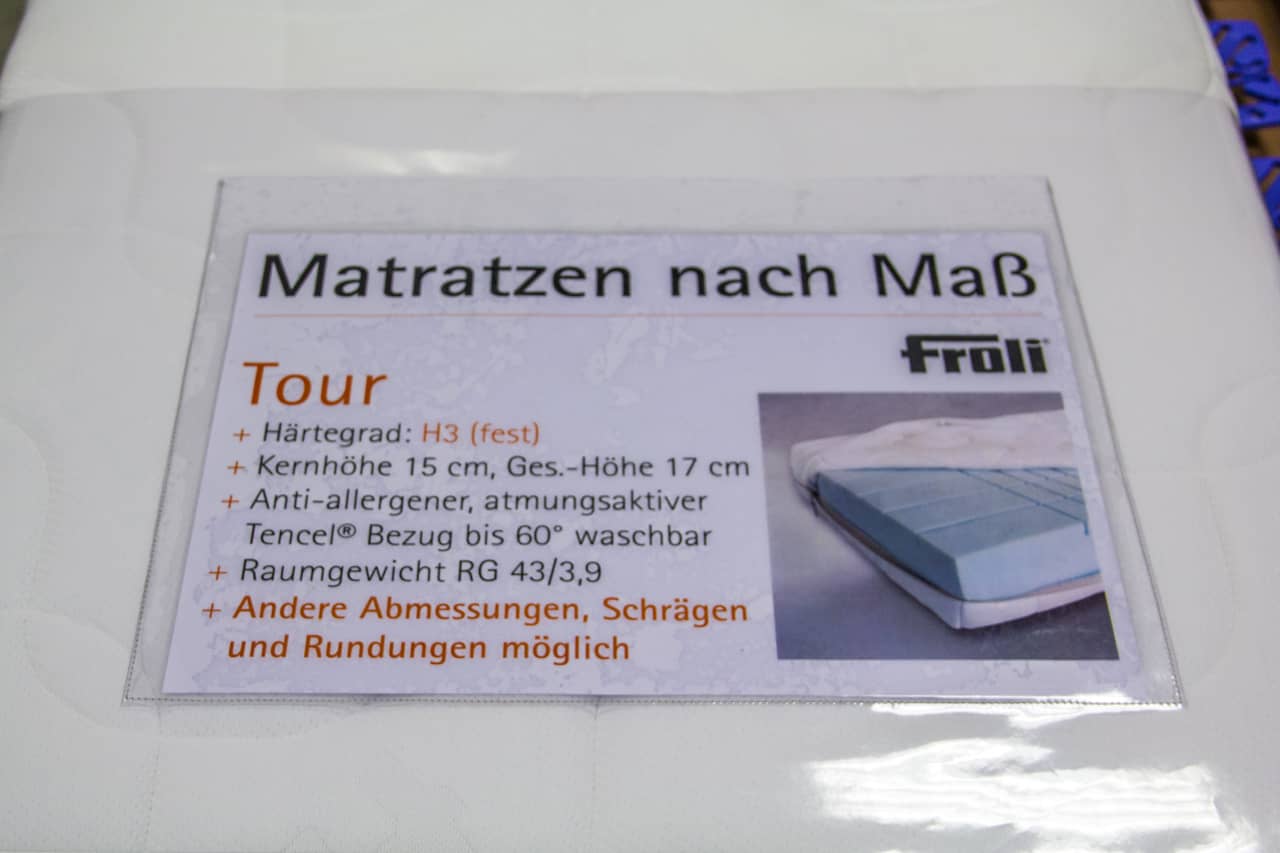 Matratzen nach Maß
Froli
Tour
+ Härtegrad: H3 (fest)
+ Kernhöhe 15 cm, Ges.-Höhe 17 cm
+ Anti-allergener, atmungsaktiver
Tencel® Bezug bis 60° waschbar
+ Raumgewicht RG 43/3,9
+ Andere Abmessungen, Schrägen
und Rundungen möglich